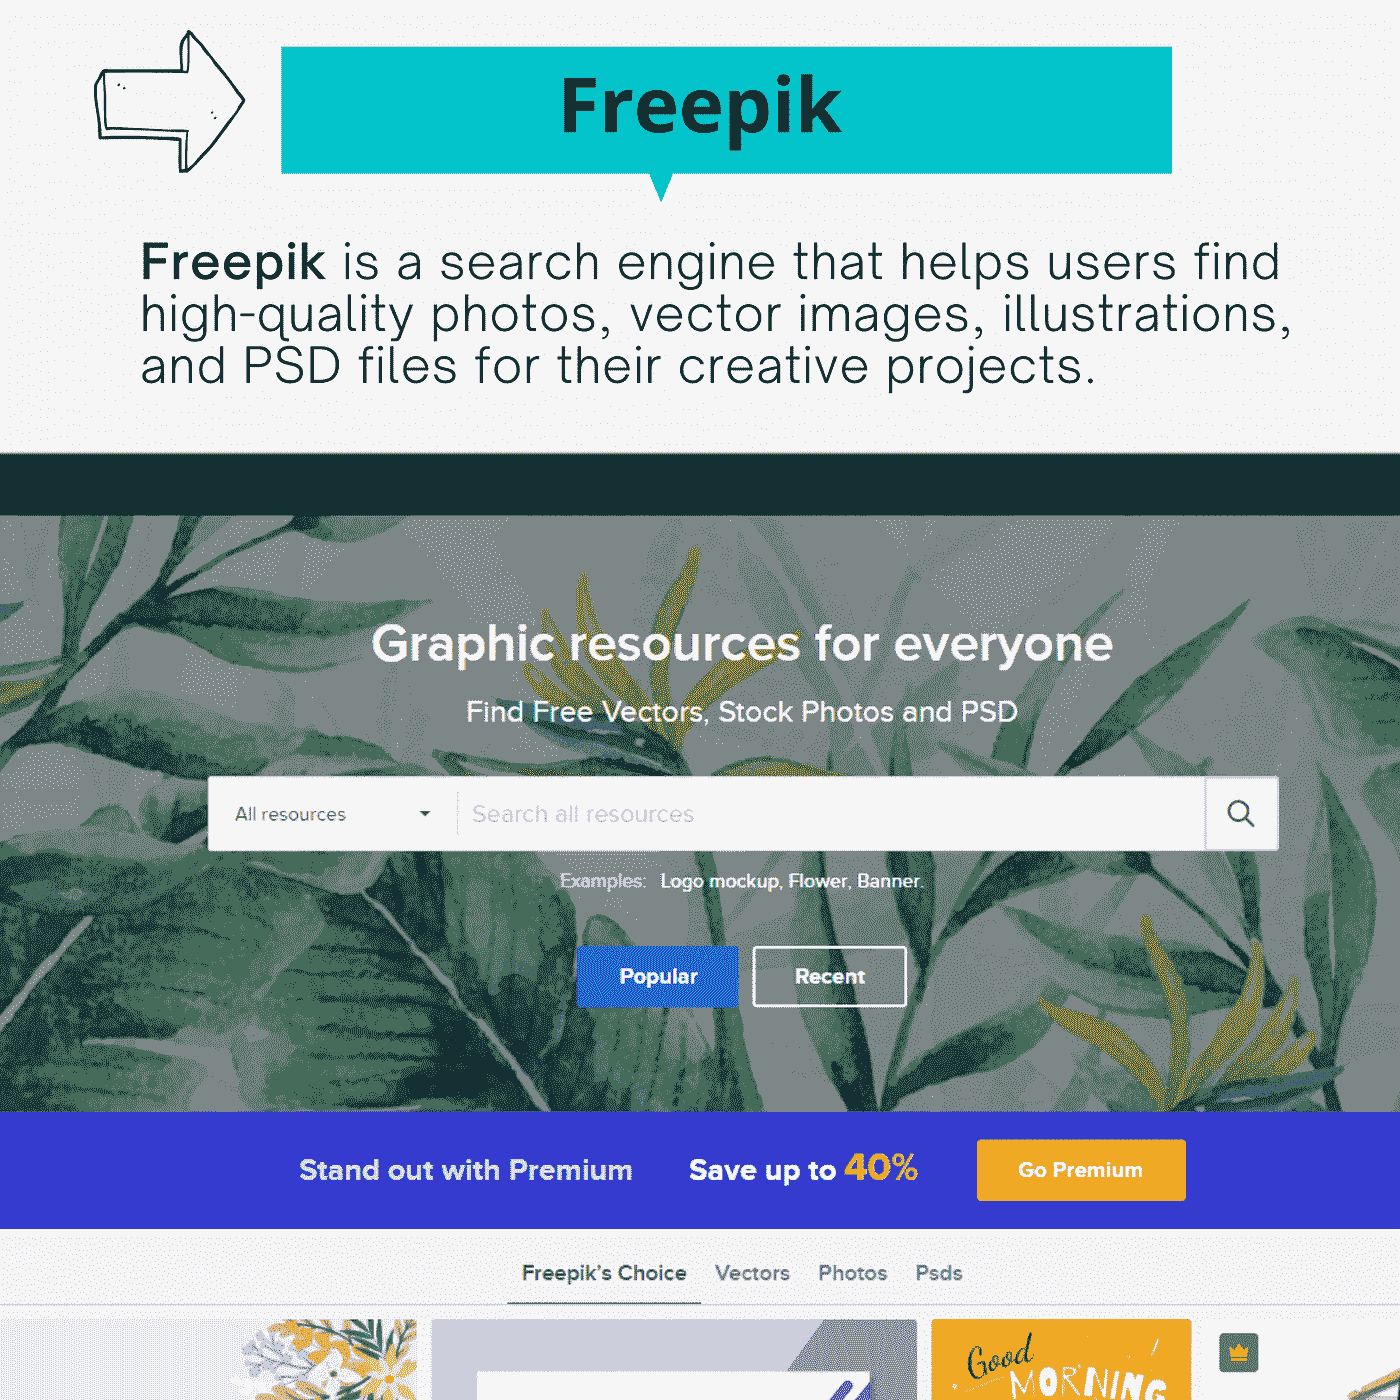 Freepik
Freepik is a search engine that helps users find
high-quality photos, vector images, illustrations,
and PSD files for their creative projects.
Graphic resources for everyone
Find Free Vectors, Stock Photos and PSD
All resources
Search all resources
Examples: Logo mockup, Flower, Banner.
Popular
Recent
Stand out with Premium
Save up to 40%
Go Premium
Freepik's Choice
Vectors
Photos
Psds
Good
MORNING